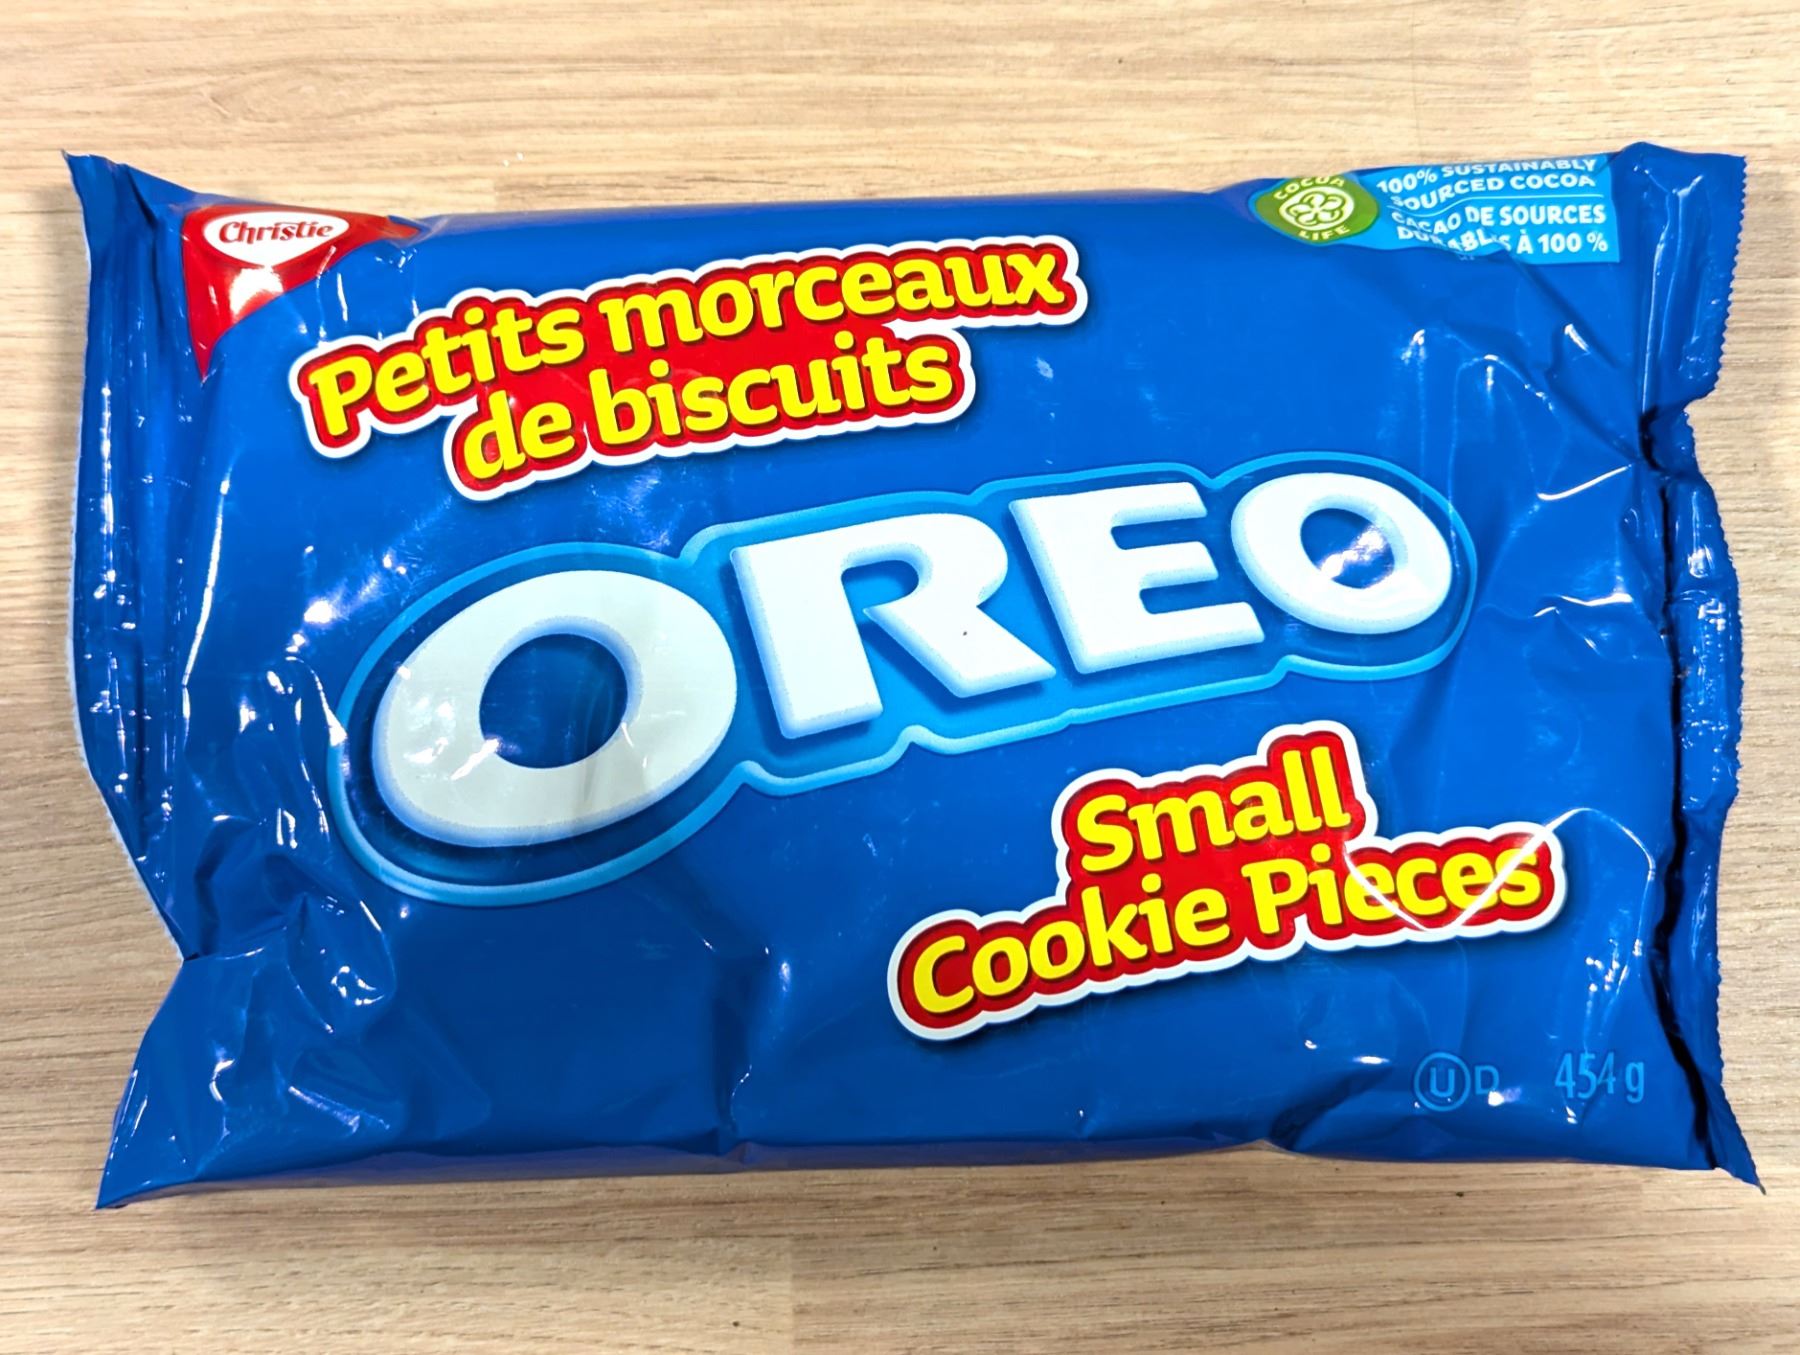 Christie
COCOA
LIFE
100% SUSTAINABLY
SOURCED COCOA
CACAO DE SOURCES
DURABLES À 100 %
Petits morceaux
de biscuits
OREO
Small
Cookie Pieces
U D 454 g